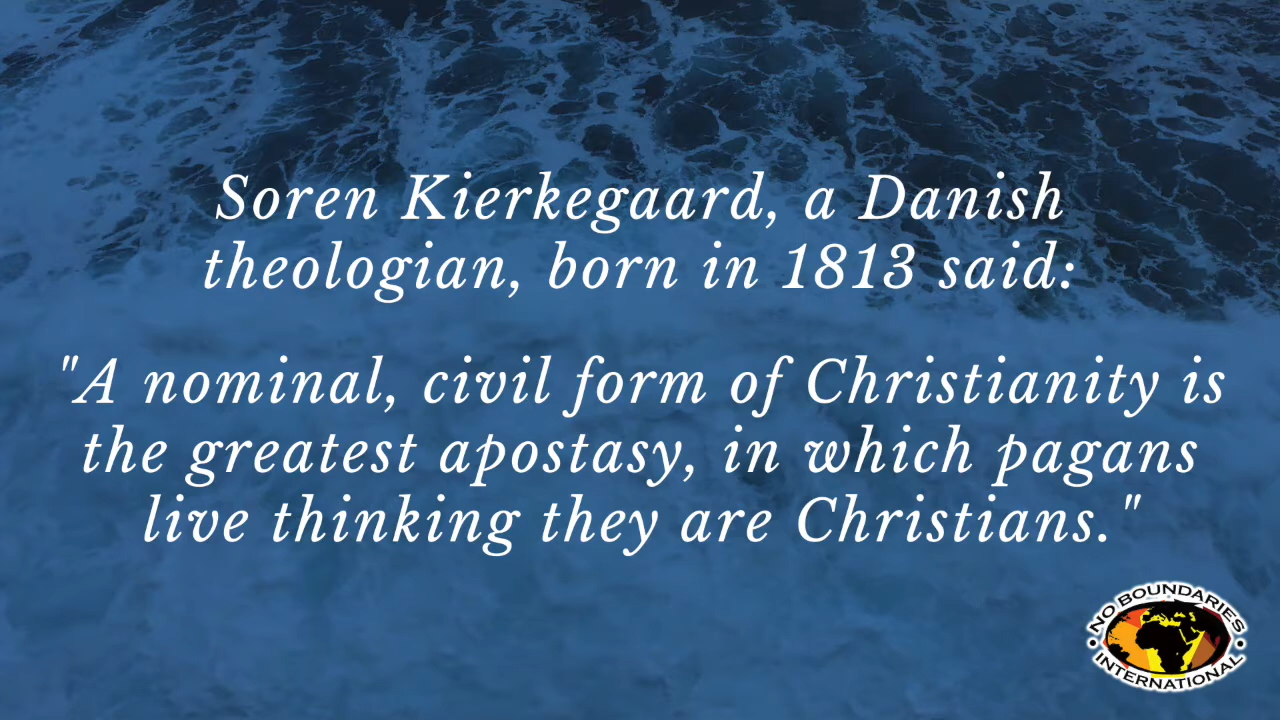 Soren Kierkegaard, a Danish
theologian, born in 1813 said:
"A nominal, civil form of Christianity is
the greatest apostasy, in which pagans
live thinking they are Christians."
NO BOUNDARIES
INTERNATIONAL